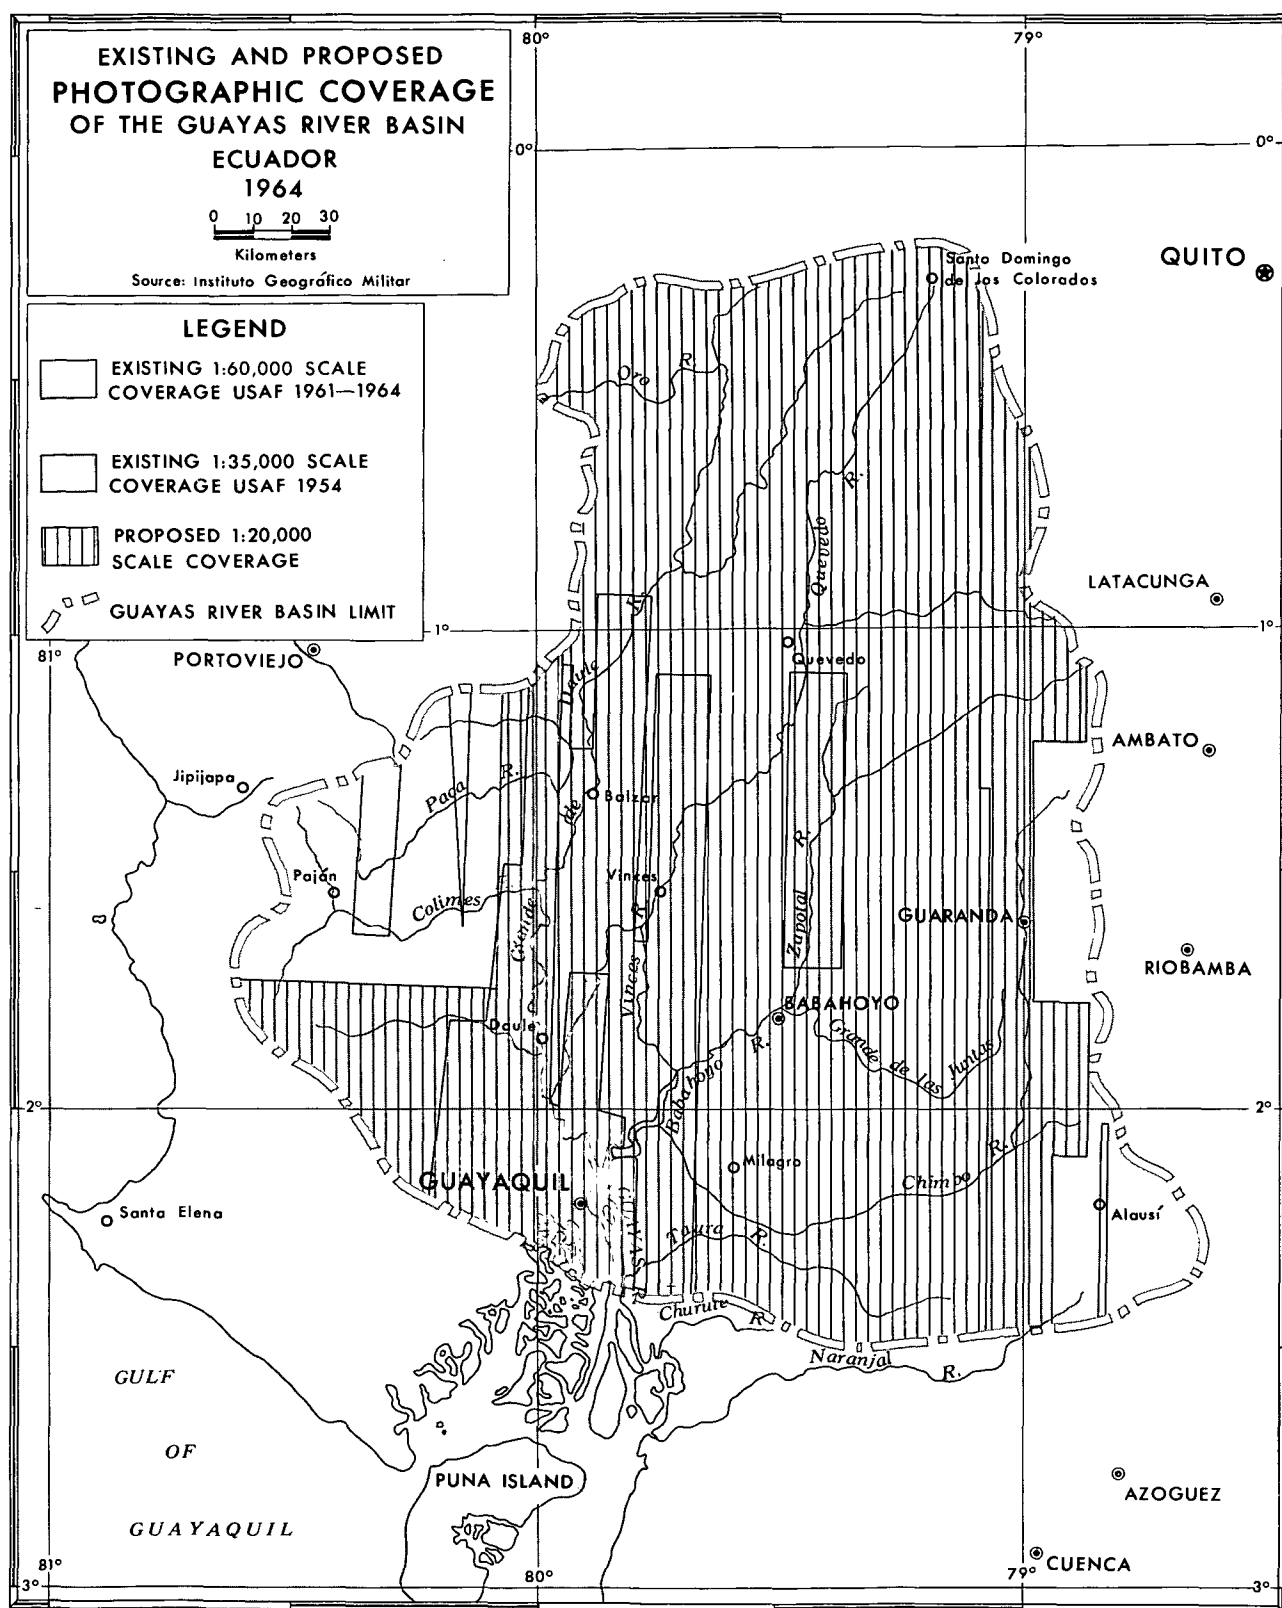 EXISTING AND PROPOSED
PHOTOGRAPHIC COVERAGE
OF THE GUAYAS RIVER BASIN
ECUADOR
1964
0 10 20 30
Kilometers
Source: Instituto Geográfico Militar
LEGEND
EXISTING 1:60,000 SCALE
COVERAGE USAF 1961—1964
EXISTING 1:35,000 SCALE
COVERAGE USAF 1954
PROPOSED 1:20,000
SCALE COVERAGE
GUAYAS RIVER BASIN LIMIT
80° 79°
0° 0°
Santo Domingo
de los Colorados
QUITO
Oro R.
Quevedo R.
LATACUNGA
81° 1° 1°
PORTOVIEJO
Quevedo
Daule R.
AMBATO
Jipijapa
Paca R.
de
Balzar
Paján
Vinces
Colimes
Grande
Zapotal R.
GUARANDA
RIOBAMBA
Vinces R.
BABAHOYO
Daule
Grande de las Juntas
Babahoyo R.
2° 2°
Milagro
GUAYAQUIL
Chimbo R.
Santa Elena
Alausí
GUAYAS R.
Taura R.
Churute R.
Naranjal R.
GULF
OF
GUAYAQUIL
PUNA ISLAND
AZOGUEZ
CUENCA
81° 80° 79°
3° 3°